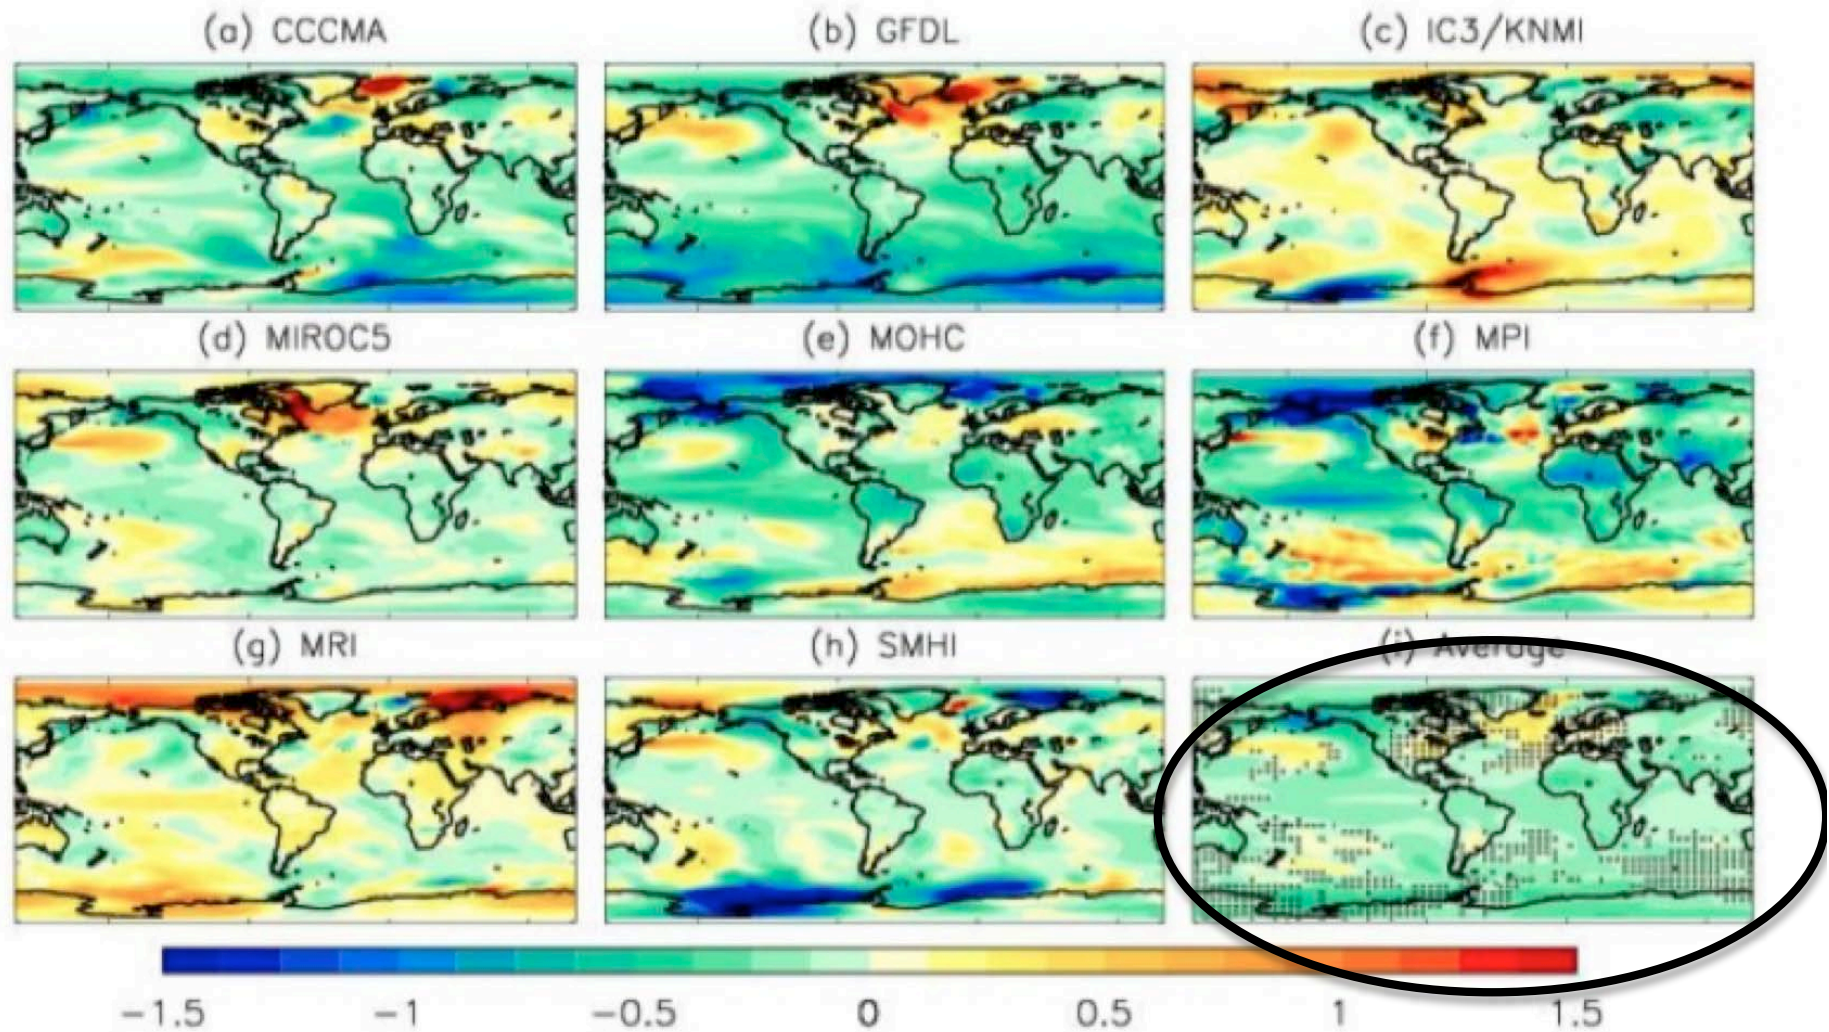 (a) CCCMA (b) GFDL (c) IC3/KNMI
(d) MIROC5 (e) MOHC (f) MPI
(g) MRI (h) SMHI (i) Average
-1.5 -1 -0.5 0 0.5 1 1.5